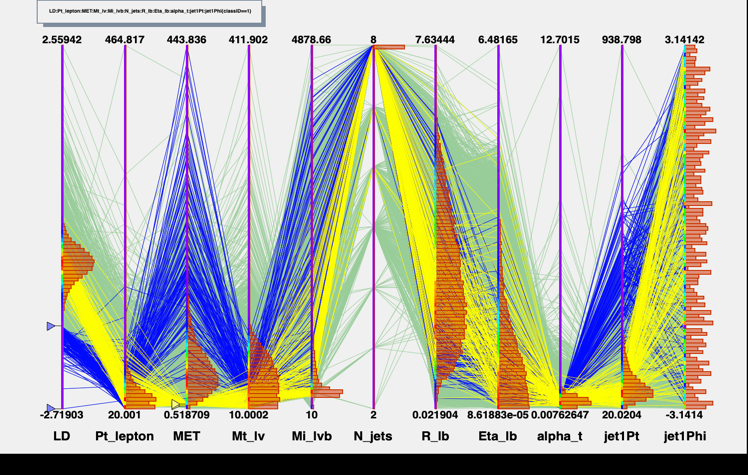 LD:Pt_lepton:MET:Mt_lv:Mi_lvb:N_jets:R_lb:Eta_lb:alpha_t:jet1Pt:jet1Phi{classID==1}
2.55942 464.817 443.836 411.902 4878.66 8 7.63444 6.48165 12.7015 938.798 3.14142
-2.71903 20.001 0.518709 10.0002 10 2 0.021904 8.61883e-05 0.00762647 20.0204 -3.1414
LD Pt_lepton MET Mt_lv Mi_lvb N_jets R_lb Eta_lb alpha_t jet1Pt jet1Phi